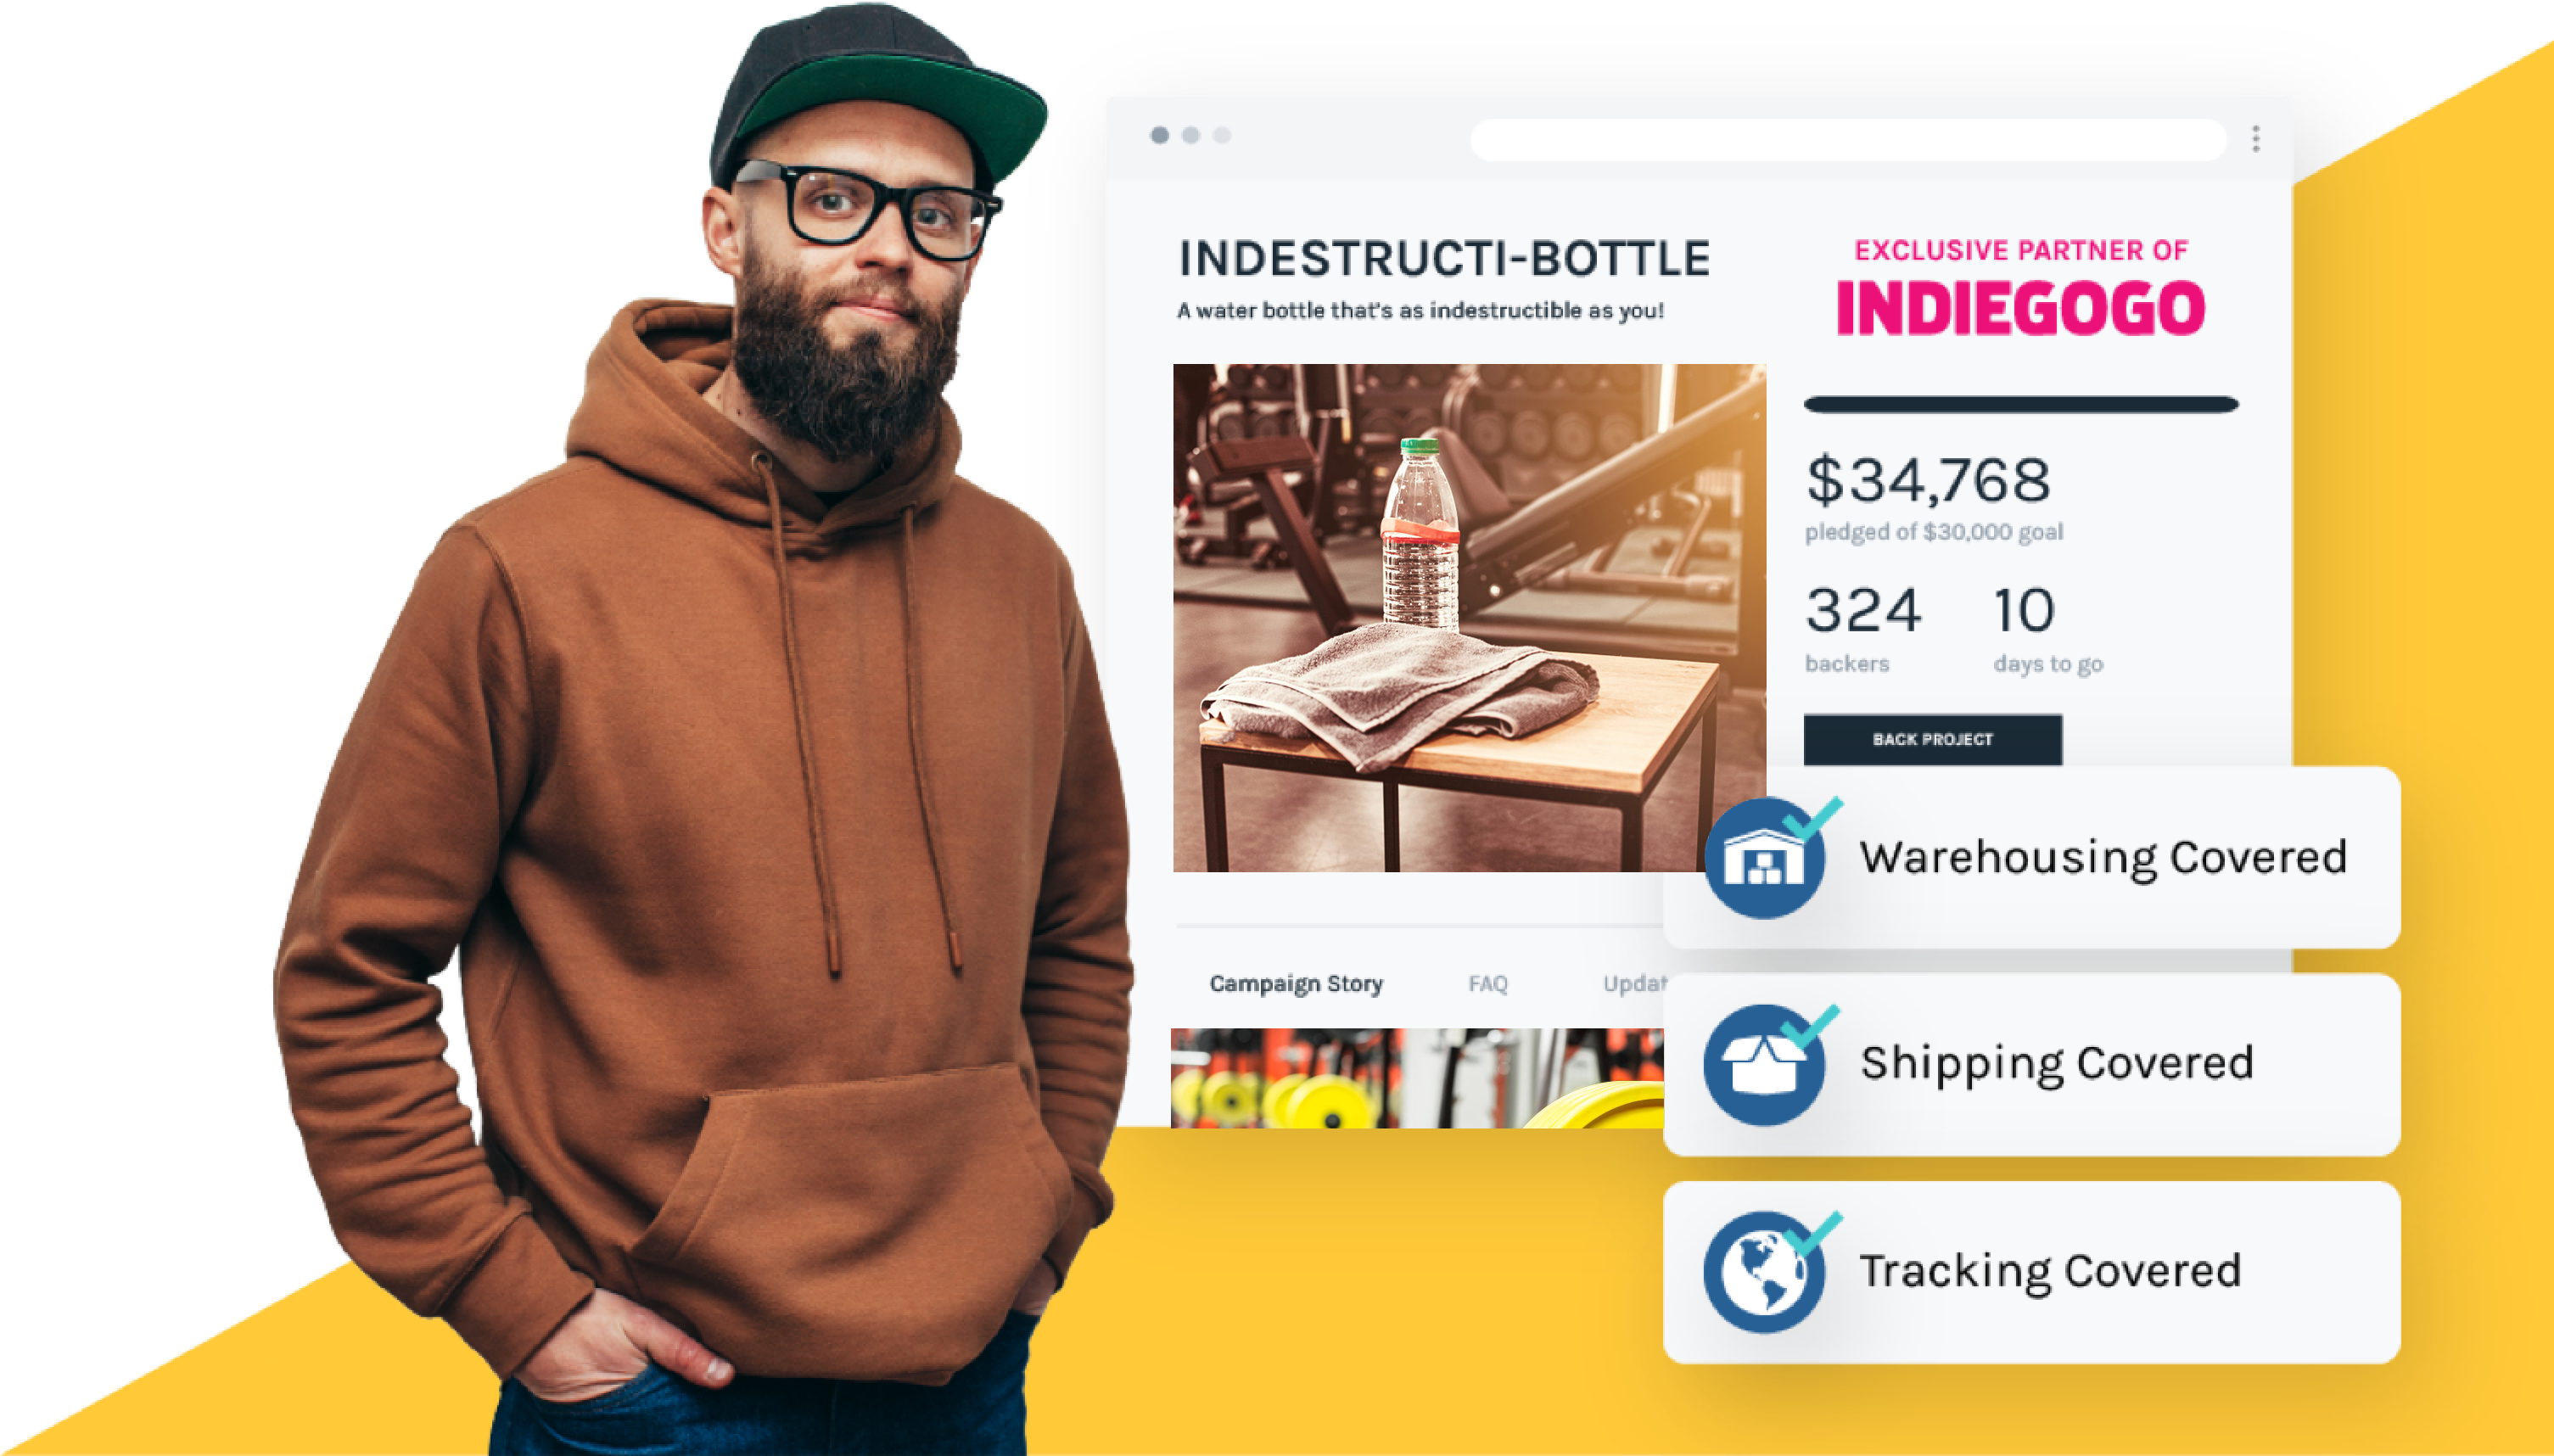 INDESTRUCTI-BOTTLE
A water bottle that's as indestructible as you!
EXCLUSIVE PARTNER OF
INDIEGOGO
$34,768
pledged of $30,000 goal
324
backers
10
days to go
BACK PROJECT
Warehousing Covered
Campaign Story
FAQ
Updat
Shipping Covered
Tracking Covered